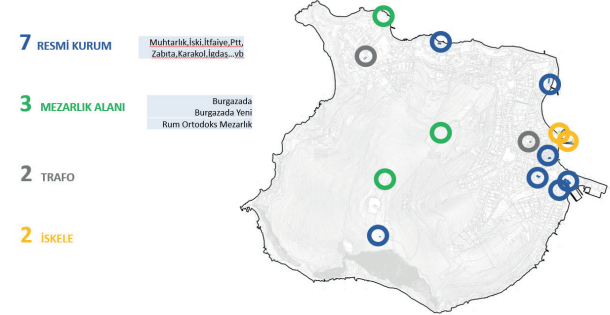 7 RESMİ KURUM
Muhtarlık,İski,İtfaiye,Ptt,
Zabıta,Karakol,İgdaş...vb
3 MEZARLIK ALANI
Burgazada
Burgazada Yeni
Rum Ortodoks Mezarlık
2 TRAFO
2 İSKELE